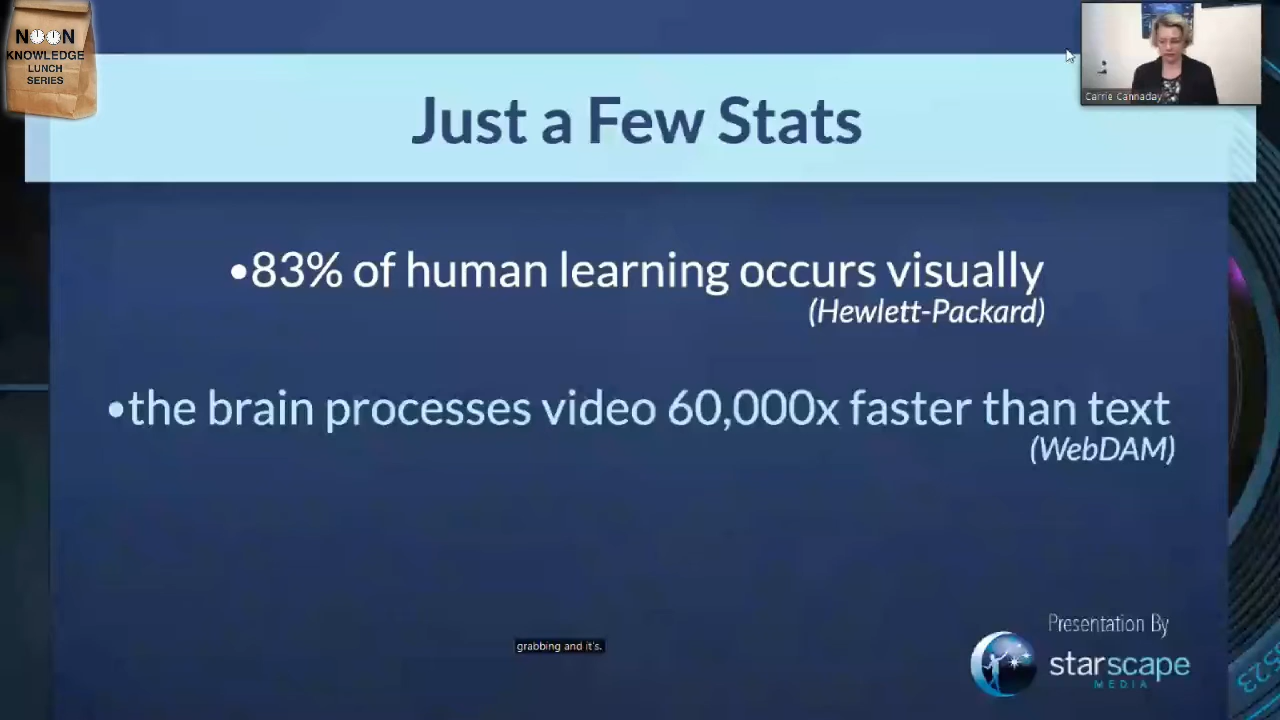 NOON
KNOWLEDGE
LUNCH
SERIES
Carrie Cannaday
Just a Few Stats
•83% of human learning occurs visually
(Hewlett-Packard)
•the brain processes video 60,000x faster than text
(WebDAM)
grabbing and it's.
Presentation By
starscape
MEDIA